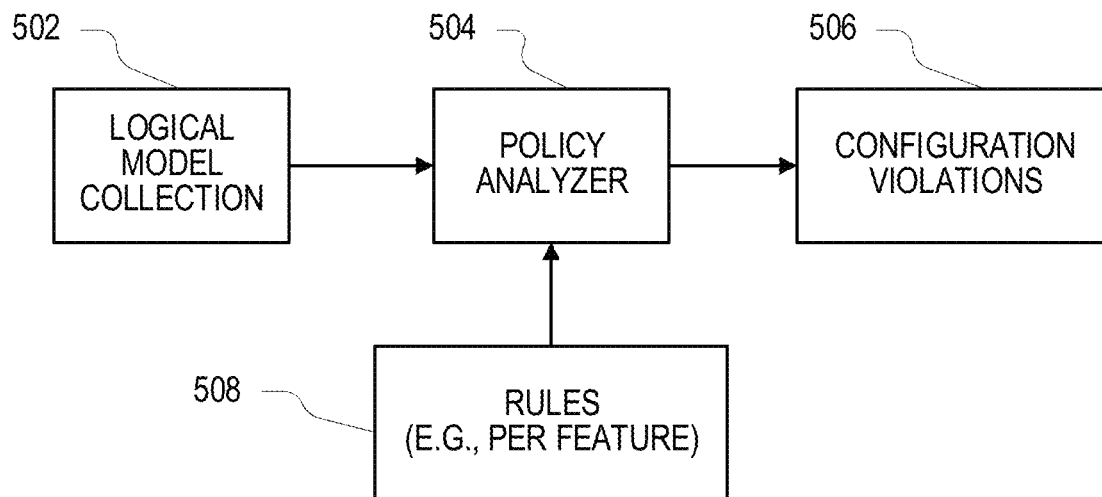 502
504
506
LOGICAL
MODEL
COLLECTION
POLICY
ANALYZER
CONFIGURATION
VIOLATIONS
508
RULES
(E.G., PER FEATURE)